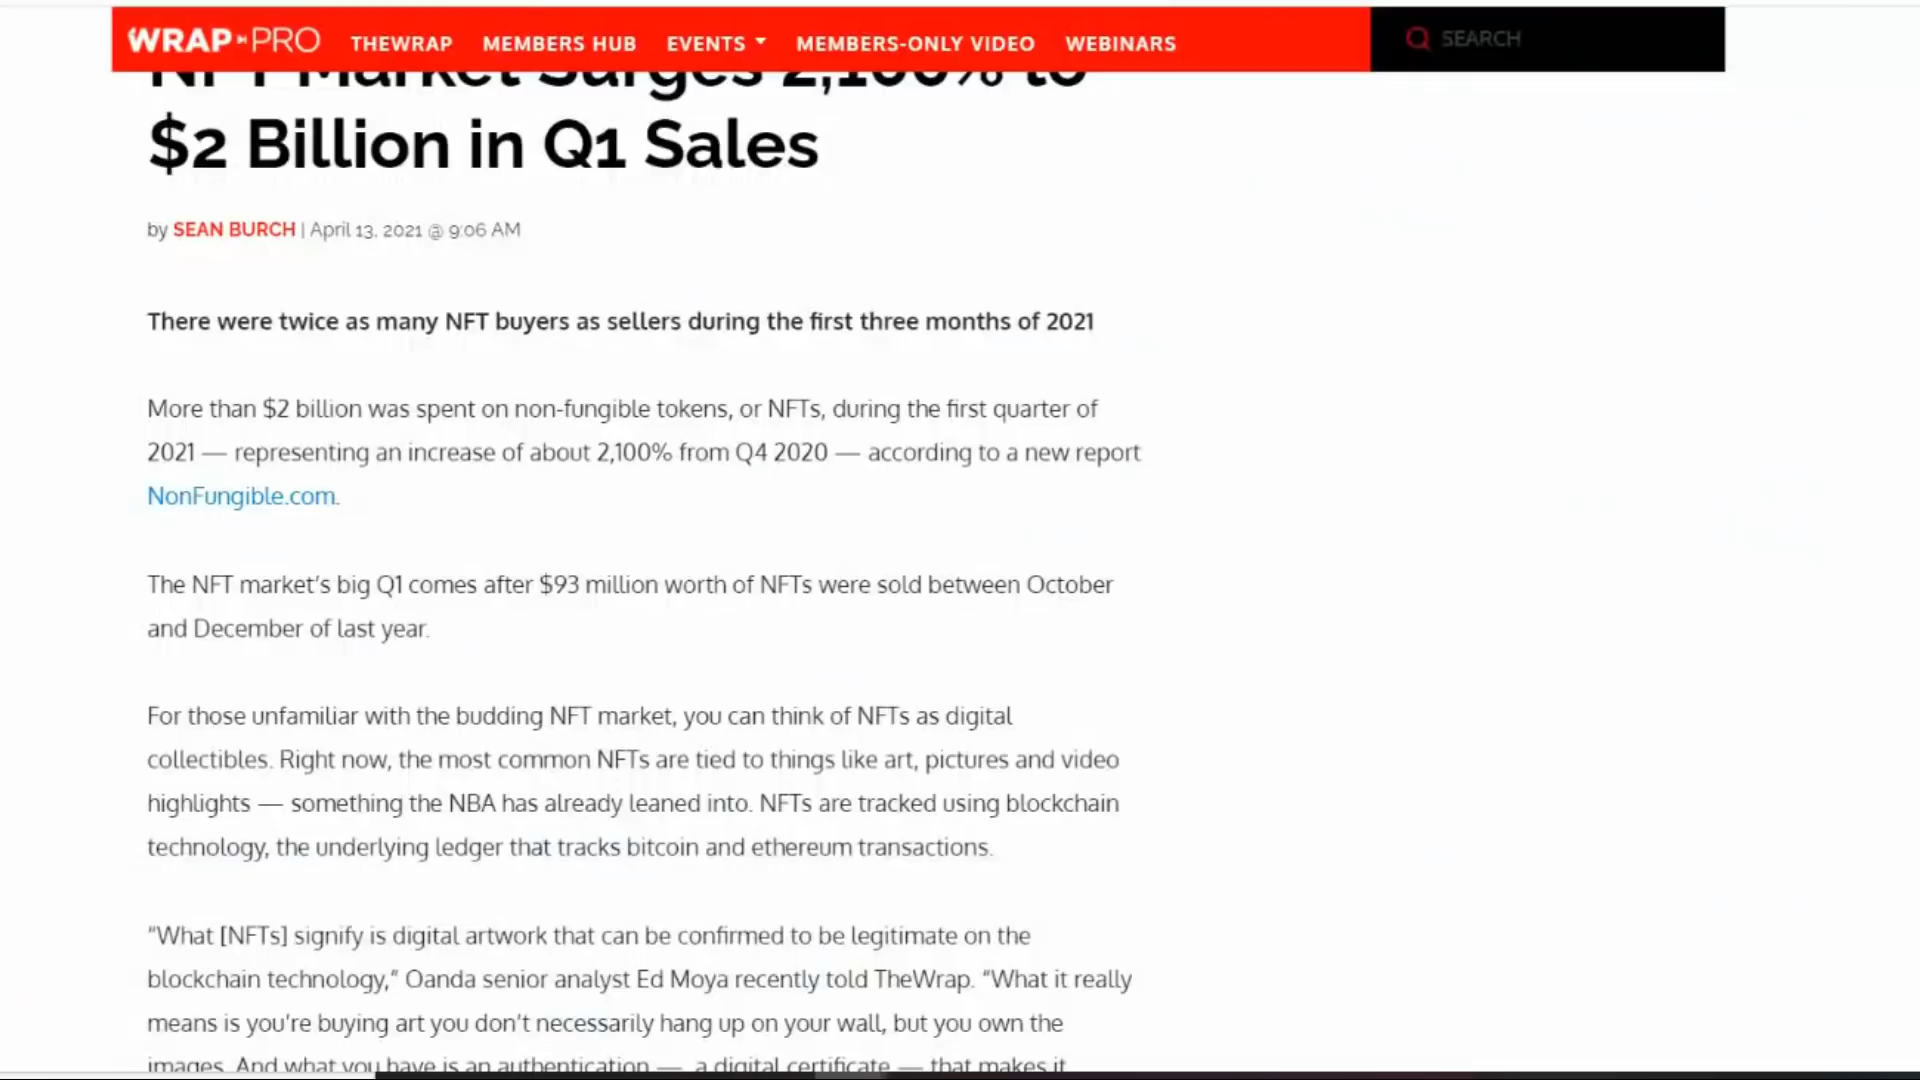 WRAP PRO THEWRAP MEMBERS HUB EVENTS MEMBERS-ONLY VIDEO WEBINARS SEARCH
NFT Market Surges 2,100% to
$2 Billion in Q1 Sales
by SEAN BURCH | April 13, 2021 @ 9:06 AM
There were twice as many NFT buyers as sellers during the first three months of 2021
More than $2 billion was spent on non-fungible tokens, or NFTs, during the first quarter of
2021 — representing an increase of about 2,100% from Q4 2020 — according to a new report
NonFungible.com.
The NFT market's big Q1 comes after $93 million worth of NFTs were sold between October
and December of last year.
For those unfamiliar with the budding NFT market, you can think of NFTs as digital
collectibles. Right now, the most common NFTs are tied to things like art, pictures and video
highlights — something the NBA has already leaned into. NFTs are tracked using blockchain
technology, the underlying ledger that tracks bitcoin and ethereum transactions.
“What [NFTs] signify is digital artwork that can be confirmed to be legitimate on the
blockchain technology,” Oanda senior analyst Ed Moya recently told TheWrap. “What it really
means is you’re buying art you don’t necessarily hang up on your wall, but you own the
images. And what you have is an authentication — a digital certificate — that makes it